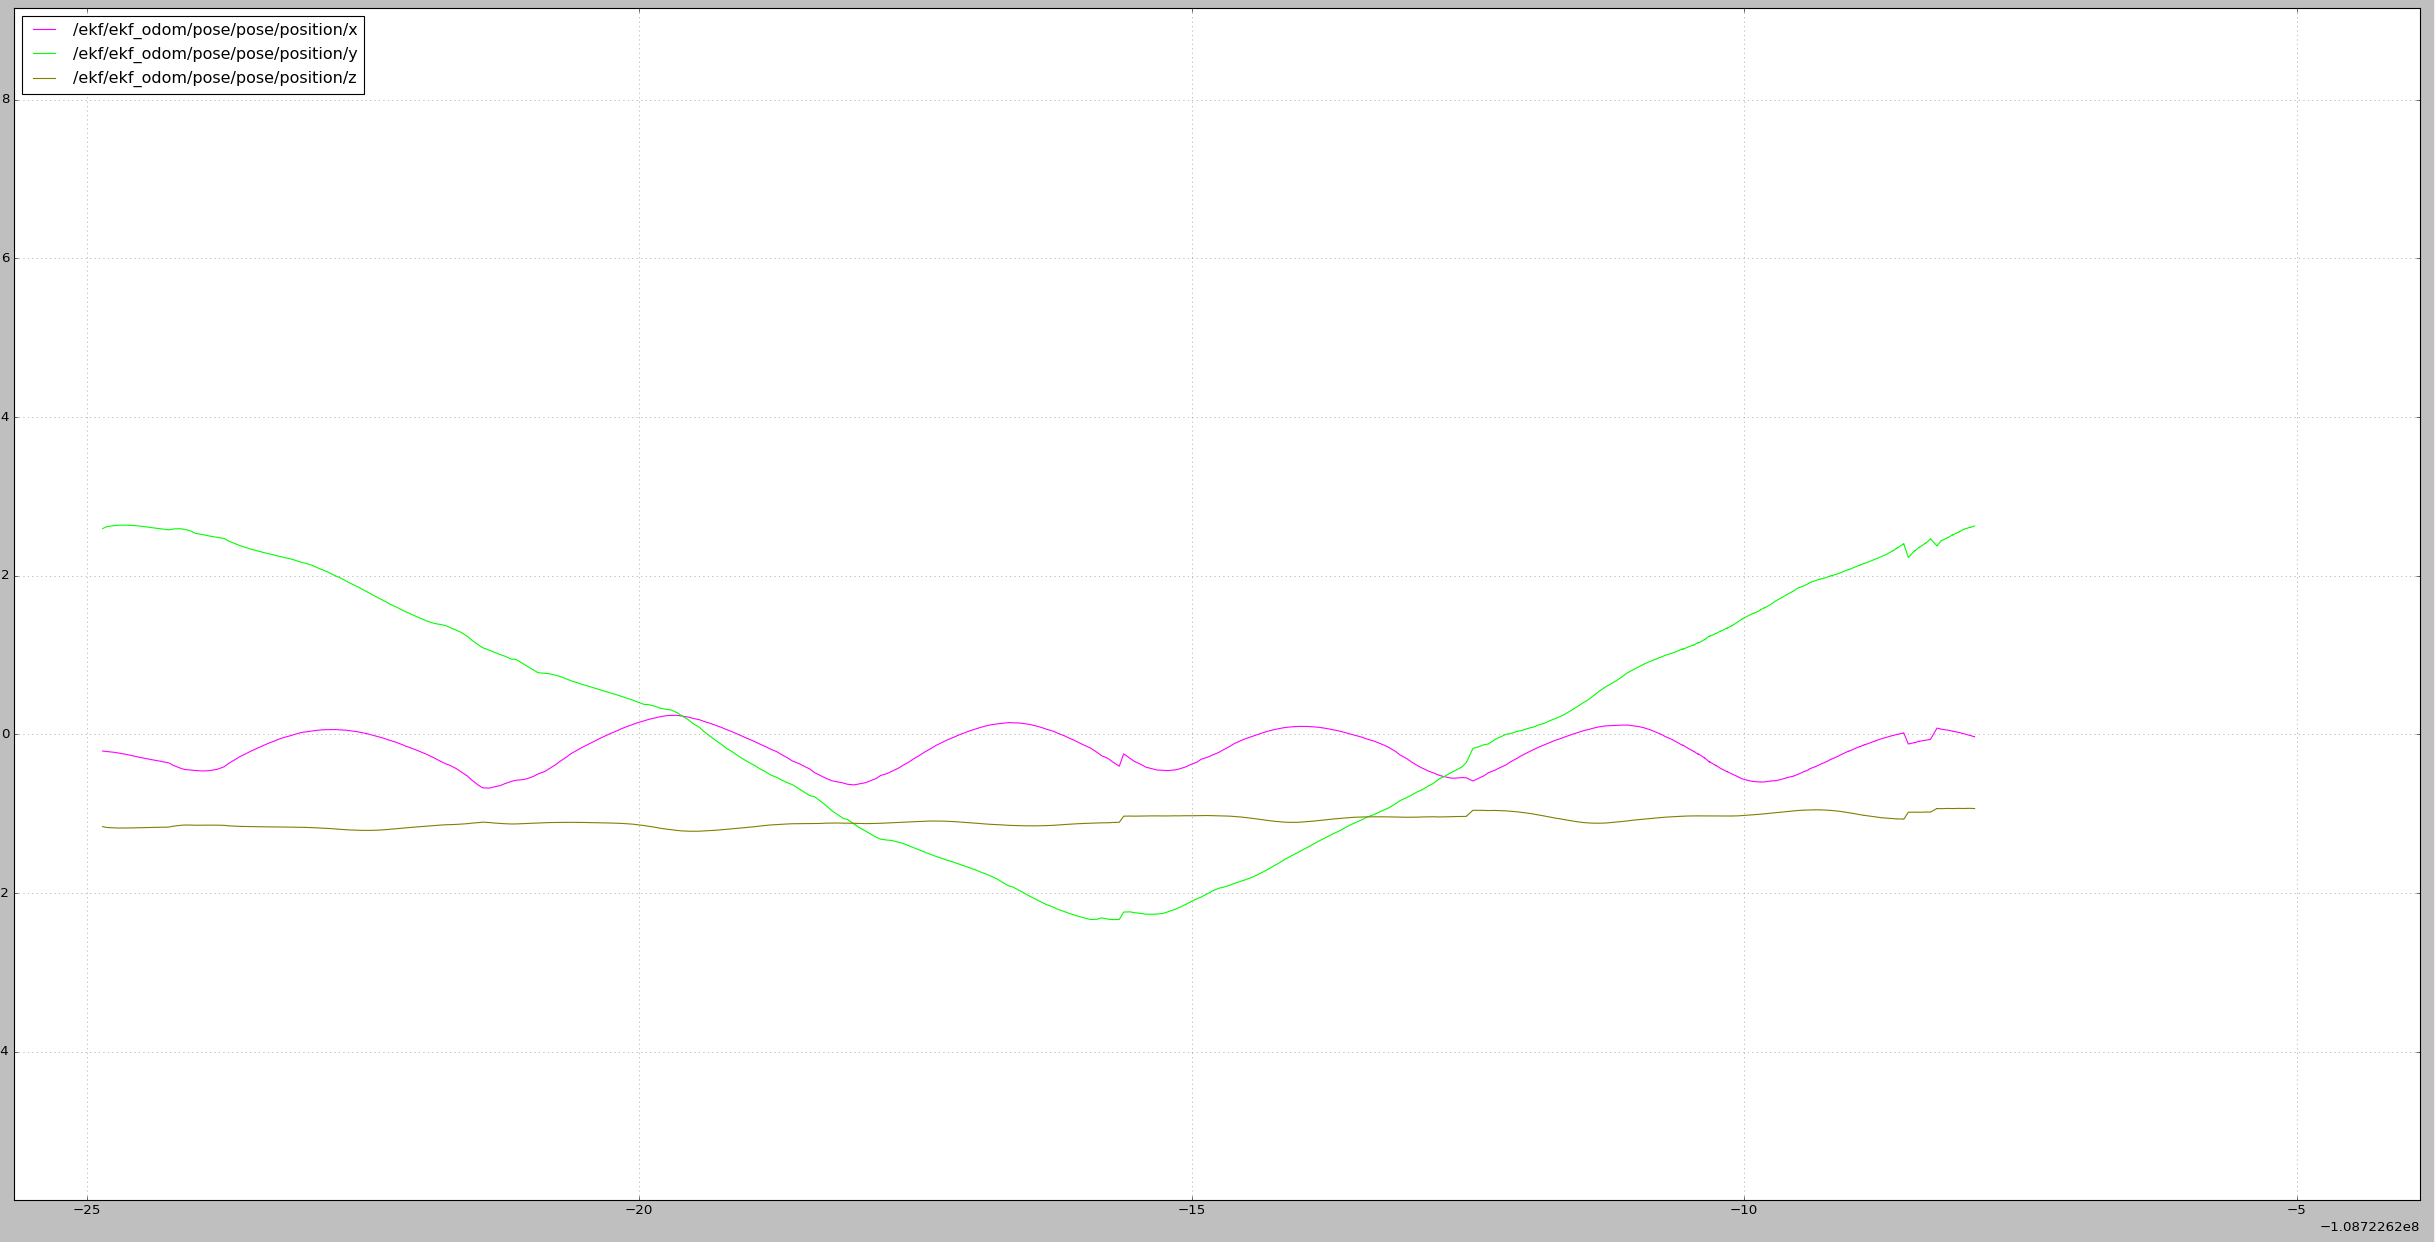 /ekf/ekf_odom/pose/pose/position/x
/ekf/ekf_odom/pose/pose/position/y
/ekf/ekf_odom/pose/pose/position/z
8
6
4
2
0
2
4
−25 −20 −15 −10 −5
−1.0872262e8